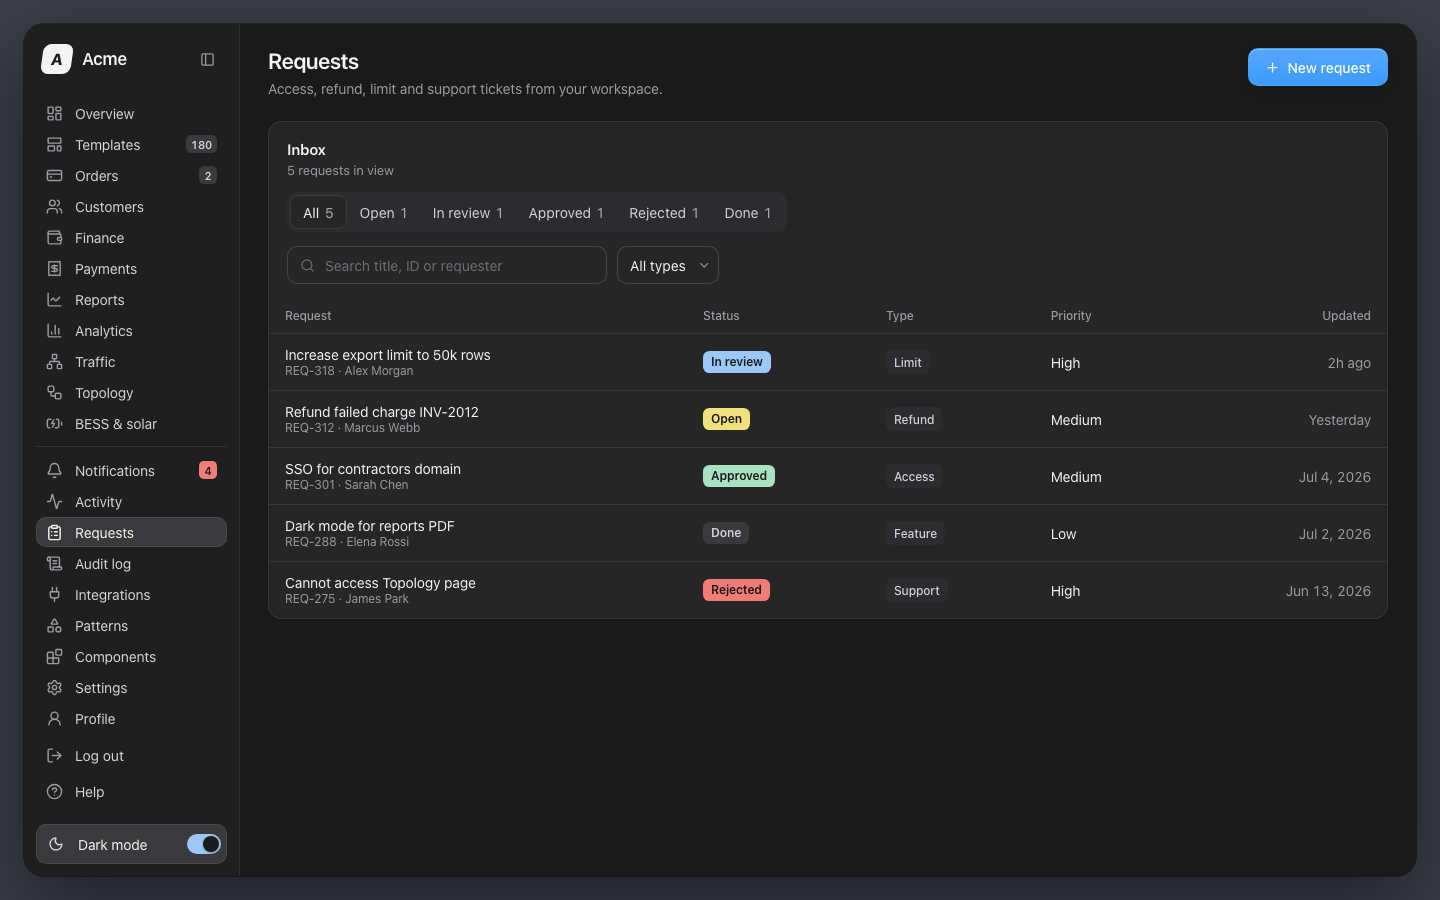 A Acme
Overview
Templates 180
Orders 2
Customers
Finance
Payments
Reports
Analytics
Traffic
Topology
BESS & solar
Notifications 4
Activity
Requests
Audit log
Integrations
Patterns
Components
Settings
Profile
Log out
Help
Dark mode
Requests
Access, refund, limit and support tickets from your workspace.
New request
Inbox
5 requests in view
All 5 Open 1 In review 1 Approved 1 Rejected 1 Done 1
Search title, ID or requester All types
Request Status Type Priority Updated
Increase export limit to 50k rows In review Limit High 2h ago
REQ-318 · Alex Morgan
Refund failed charge INV-2012 Open Refund Medium Yesterday
REQ-312 · Marcus Webb
SSO for contractors domain Approved Access Medium Jul 4, 2026
REQ-301 · Sarah Chen
Dark mode for reports PDF Done Feature Low Jul 2, 2026
REQ-288 · Elena Rossi
Cannot access Topology page Rejected Support High Jun 13, 2026
REQ-275 · James Park